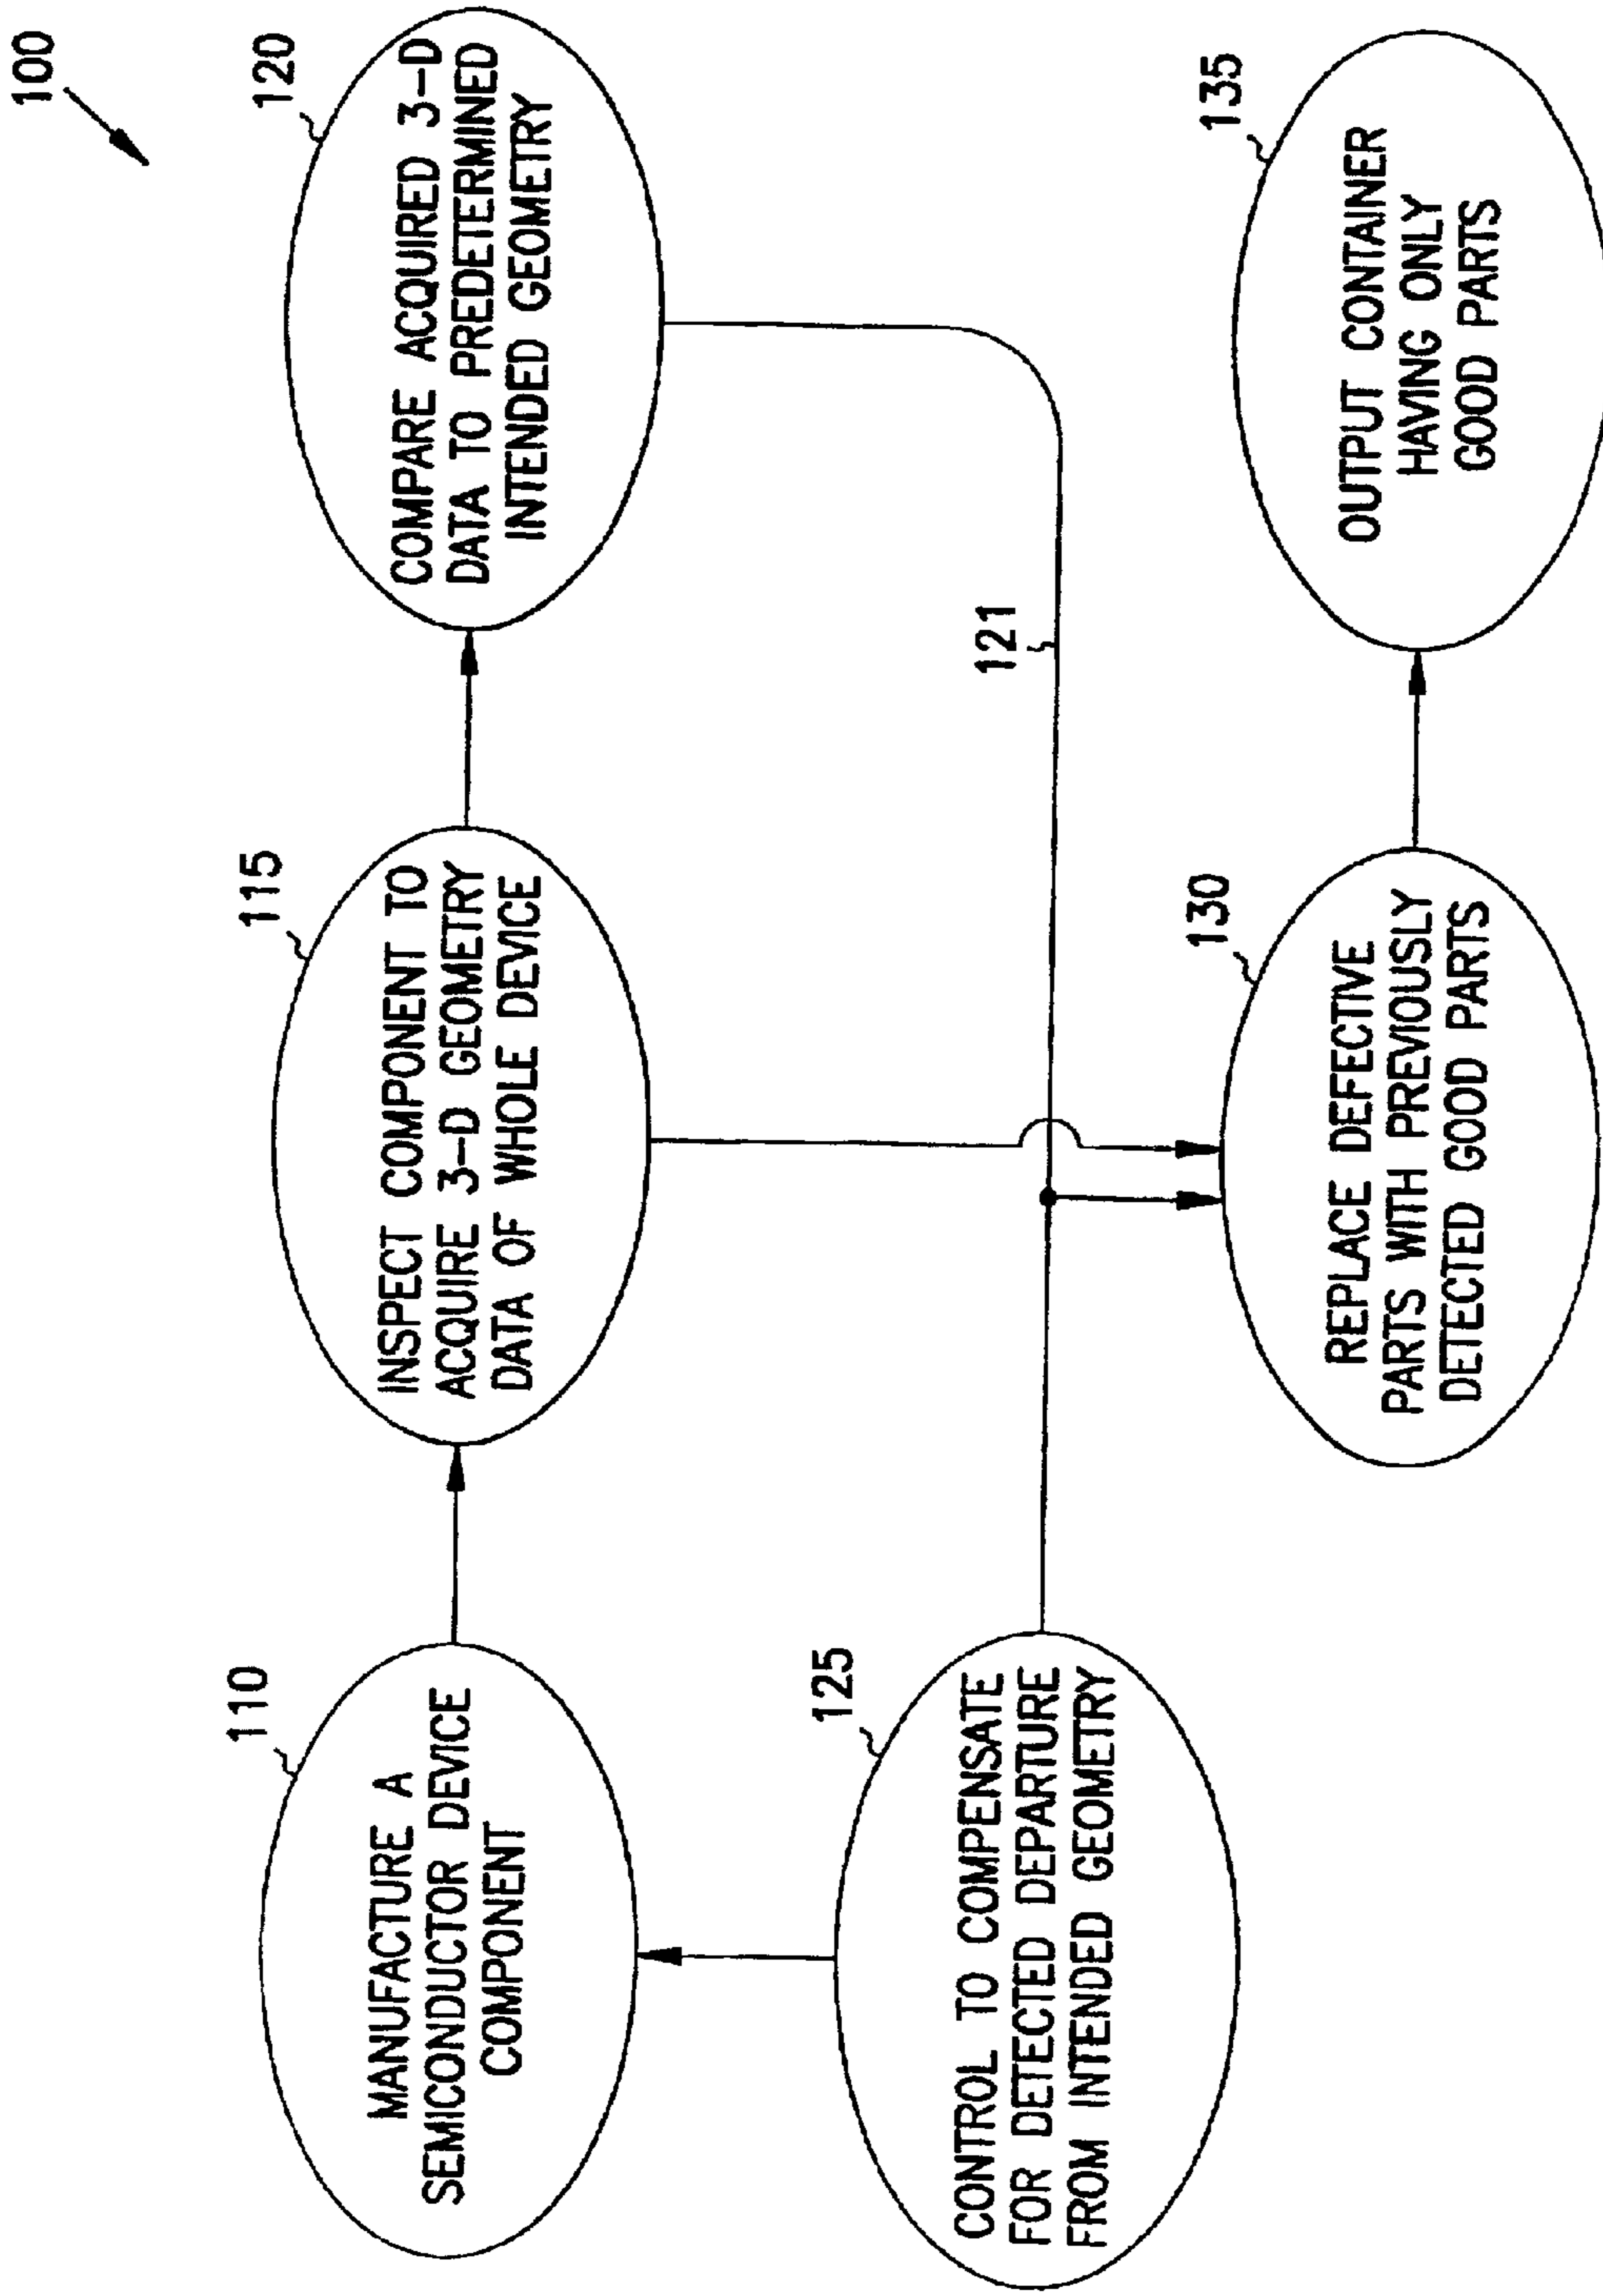 100
110
MANUFACTURE A
SEMICONDUCTOR DEVICE
COMPONENT
115
INSPECT COMPONENT TO
ACQUIRE 3-D GEOMETRY
DATA OF WHOLE DEVICE
120
COMPARE ACQUIRED 3-D
DATA TO PREDETERMINED
INTENDED GEOMETRY
121
125
CONTROL TO COMPENSATE
FOR DETECTED DEPARTURE
FROM INTENDED GEOMETRY
130
REPLACE DEFECTIVE
PARTS WITH PREVIOUSLY
DETECTED GOOD PARTS
135
OUTPUT CONTAINER
HAVING ONLY
GOOD PARTS